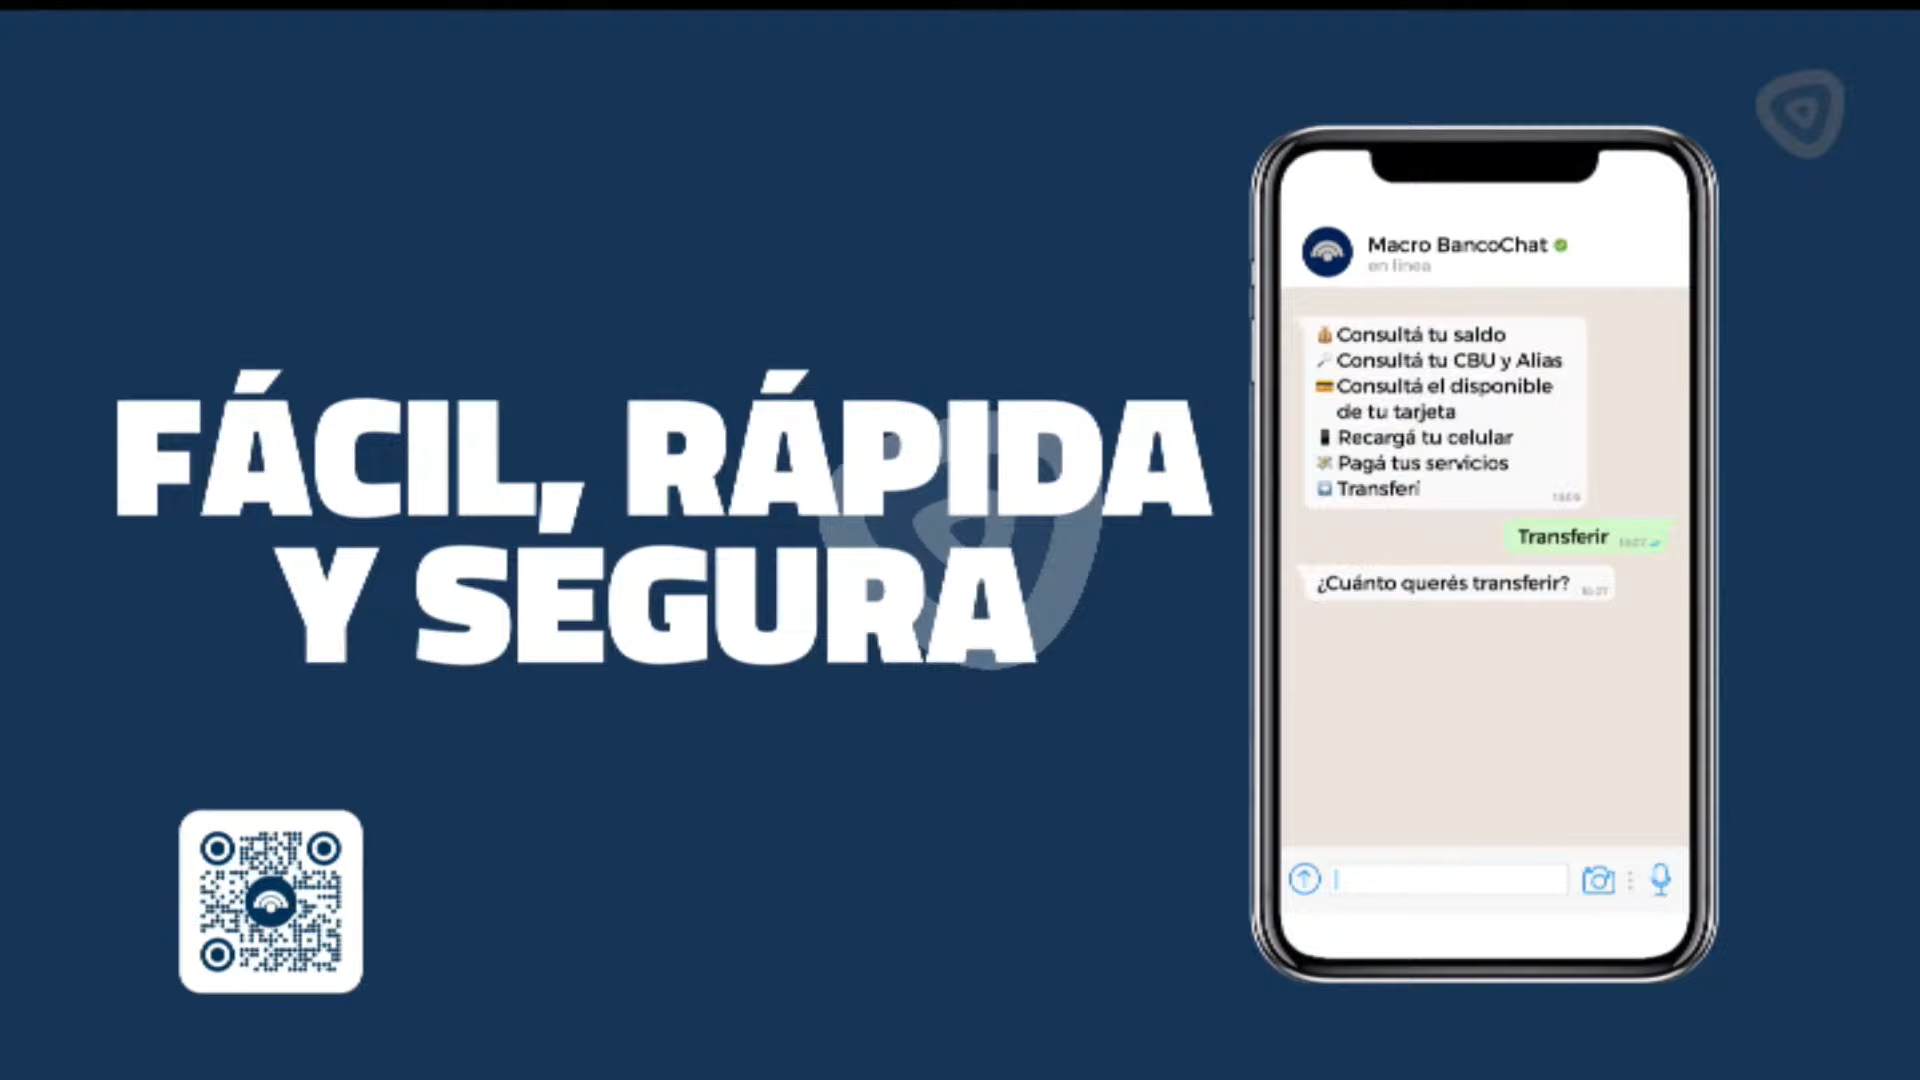 FÁCIL, RÁPIDA
Y SEGURA
Macro BancoChat
en línea
Consultá tu saldo
Consultá tu CBU y Alias
Consultá el disponible
de tu tarjeta
Recargá tu celular
Pagá tus servicios
Transferí
Transferir
¿Cuánto querés transferir?